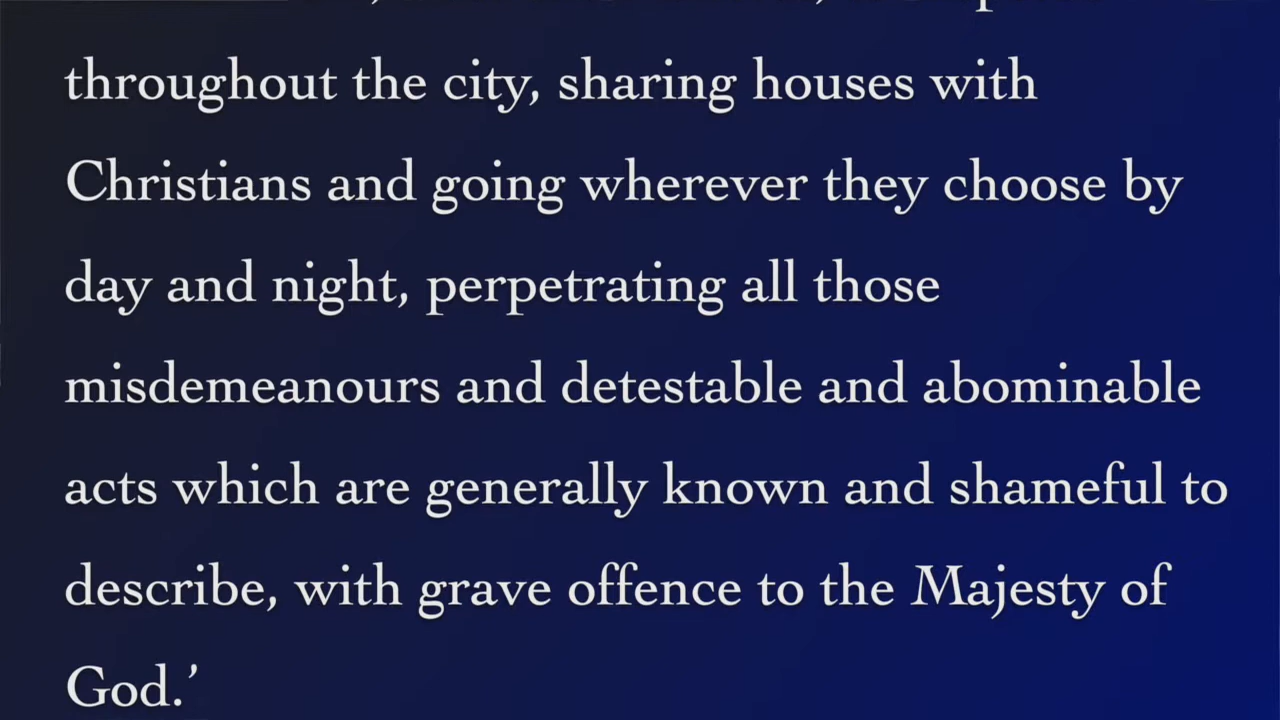 throughout the city, sharing houses with
Christians and going wherever they choose by
day and night, perpetrating all those
misdemeanours and detestable and abominable
acts which are generally known and shameful to
describe, with grave offence to the Majesty of
God.’